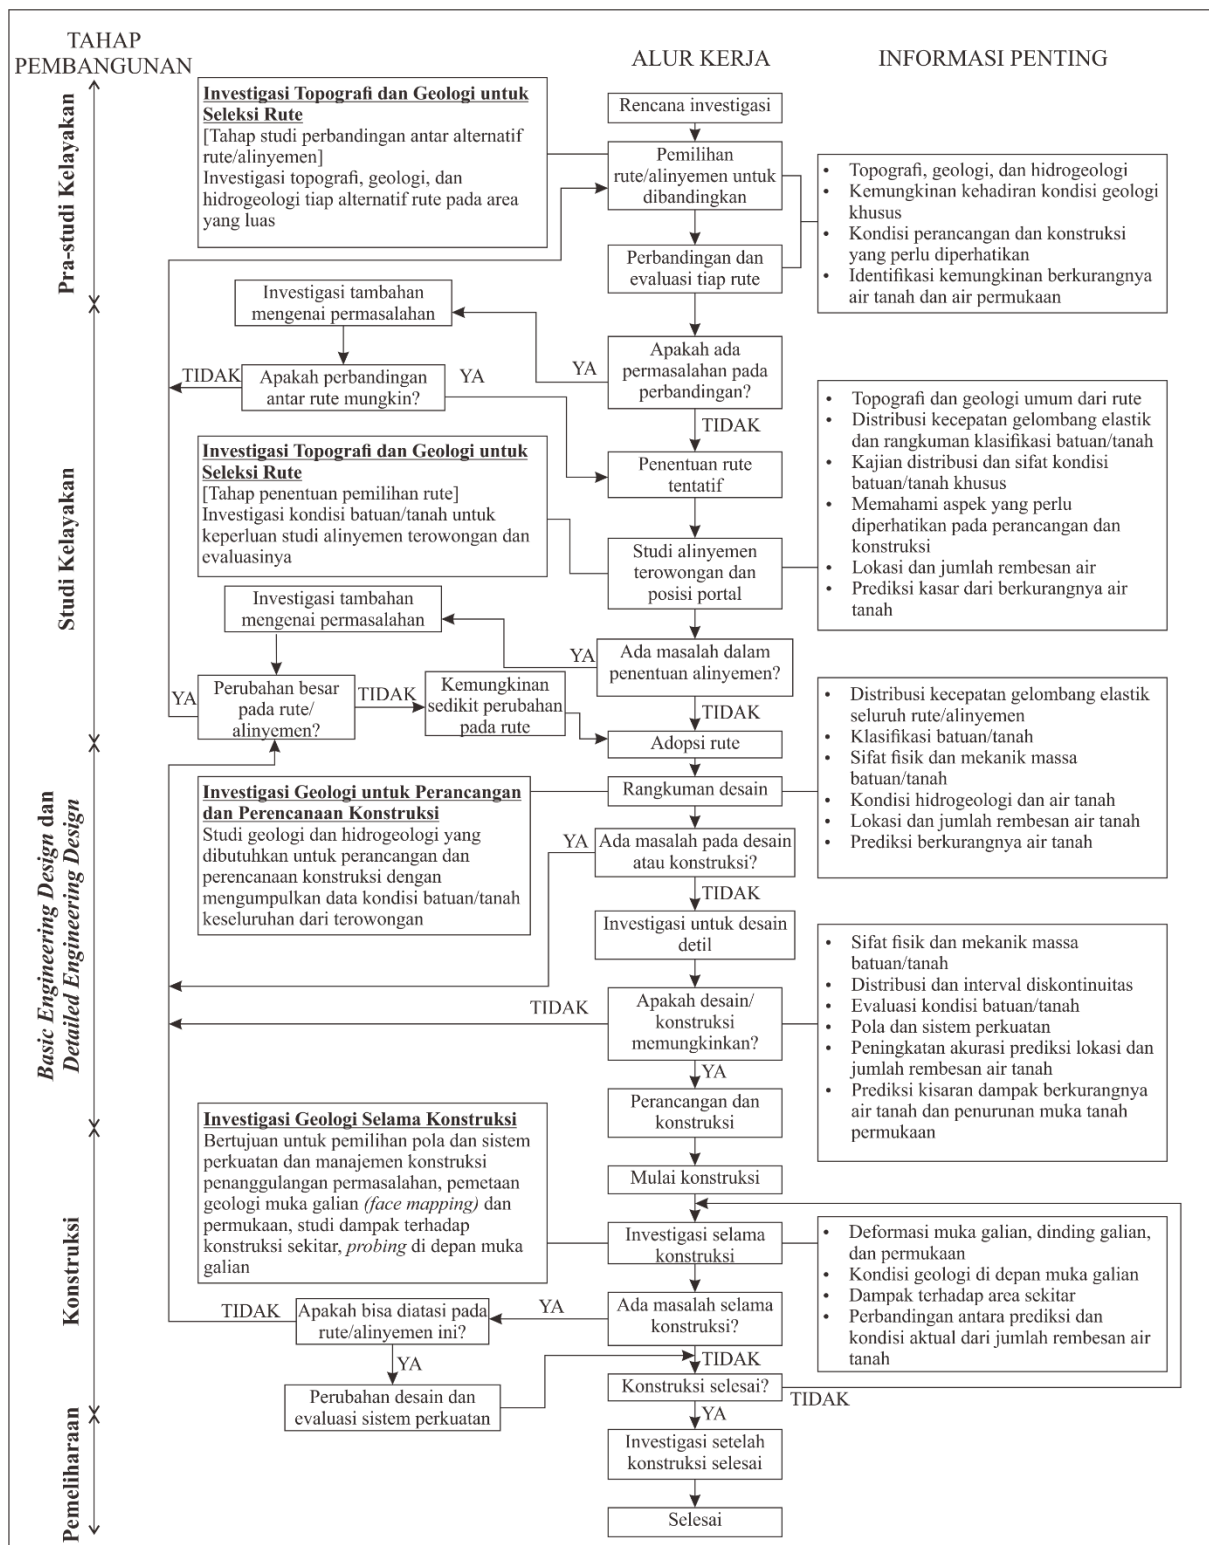 TAHAP
PEMBANGUNAN
ALUR KERJA
INFORMASI PENTING
Pra-studi Kelayakan
Investigasi Topografi dan Geologi untuk
Seleksi Rute
[Tahap studi perbandingan antar alternatif
rute/alinyemen]
Investigasi topografi, geologi, dan
hidrogeologi tiap alternatif rute pada area
yang luas
Rencana investigasi
Pemilihan
rute/alinyemen untuk
dibandingkan
Perbandingan dan
evaluasi tiap rute
• Topografi, geologi, dan hidrogeologi
• Kemungkinan kehadiran kondisi geologi
khusus
• Kondisi perancangan dan konstruksi
yang perlu diperhatikan
• Identifikasi kemungkinan berkurangnya
air tanah dan air permukaan
Studi Kelayakan
Investigasi tambahan
mengenai permasalahan
Apakah ada
permasalahan pada
perbandingan?
YA
TIDAK
Apakah perbandingan
antar rute mungkin?
YA
TIDAK
Investigasi Topografi dan Geologi untuk
Seleksi Rute
[Tahap penentuan pemilihan rute]
Investigasi kondisi batuan/tanah untuk
keperluan studi alinyemen terowongan dan
evaluasinya
Penentuan rute
tentatif
Studi alinyemen
terowongan dan
posisi portal
• Topografi dan geologi umum dari rute
• Distribusi kecepatan gelombang elastik
dan rangkuman klasifikasi batuan/tanah
• Kajian distribusi dan sifat kondisi
batuan/tanah khusus
• Memahami aspek yang perlu
diperhatikan pada perancangan dan
konstruksi
• Lokasi dan jumlah rembesan air
• Prediksi kasar dari berkurangnya air
tanah
Investigasi tambahan
mengenai permasalahan
YA
Ada masalah dalam
penentuan alinyemen?
TIDAK
YA
Perubahan besar
pada rute/
alinyemen?
TIDAK
Kemungkinan
sedikit perubahan
pada rute
Adopsi rute
Basic Engineering Design dan
Detailed Engineering Design
Investigasi Geologi untuk Perancangan
dan Perencanaan Konstruksi
Studi geologi dan hidrogeologi yang
dibutuhkan untuk perancangan dan
perencanaan konstruksi dengan
mengumpulkan data kondisi batuan/tanah
keseluruhan dari terowongan
Rangkuman desain
• Distribusi kecepatan gelombang elastik
seluruh rute/alinyemen
• Klasifikasi batuan/tanah
• Sifat fisik dan mekanik massa
batuan/tanah
• Kondisi hidrogeologi dan air tanah
• Lokasi dan jumlah rembesan air tanah
• Prediksi berkurangnya air tanah
YA
Ada masalah pada desain
atau konstruksi?
TIDAK
Investigasi untuk desain
detil
TIDAK
Apakah desain/
konstruksi
memungkinkan?
YA
Perancangan dan
konstruksi
• Sifat fisik dan mekanik massa
batuan/tanah
• Distribusi dan interval diskontinuitas
• Evaluasi kondisi batuan/tanah
• Pola dan sistem perkuatan
• Peningkatan akurasi prediksi lokasi dan
jumlah rembesan air tanah
• Prediksi kisaran dampak berkurangnya
air tanah dan penurunan muka tanah
permukaan
Konstruksi
Investigasi Geologi Selama Konstruksi
Bertujuan untuk pemilihan pola dan sistem
perkuatan dan manajemen konstruksi
penanggulangan permasalahan, pemetaan
geologi muka galian (face mapping) dan
permukaan, studi dampak terhadap
konstruksi sekitar, probing di depan muka
galian
Mulai konstruksi
Investigasi selama
konstruksi
• Deformasi muka galian, dinding galian,
dan permukaan
• Kondisi geologi di depan muka galian
• Dampak terhadap area sekitar
• Perbandingan antara prediksi dan
kondisi aktual dari jumlah rembesan air
tanah
TIDAK
Apakah bisa diatasi pada
rute/alinyemen ini?
YA
Ada masalah selama
konstruksi?
YA
TIDAK
Perubahan desain dan
evaluasi sistem perkuatan
Konstruksi selesai?
TIDAK
YA
Pemeliharaan
Investigasi setelah
konstruksi selesai
Selesai